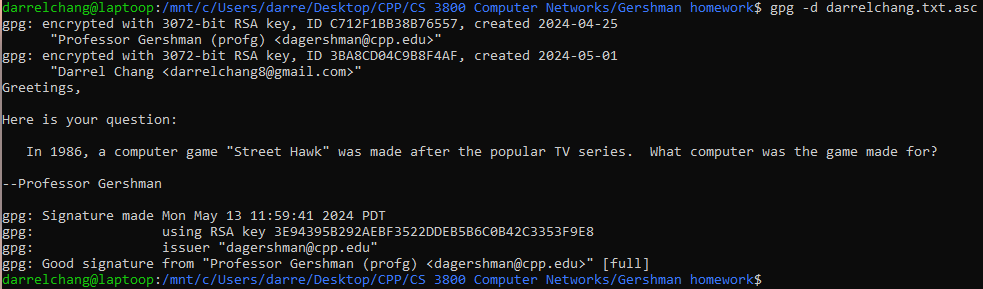 darrelchang@laptoop:/mnt/c/Users/darre/Desktop/CPP/CS 3800 Computer Networks/Gershman homework$ gpg -d darrelchang.txt.asc
gpg: encrypted with 3072-bit RSA key, ID C712F1BB38B76557, created 2024-04-25
      "Professor Gershman (profg) <dagershman@cpp.edu>"
gpg: encrypted with 3072-bit RSA key, ID 3BA8CD04C9B8F4AF, created 2024-05-01
      "Darrel Chang <darrelchang8@gmail.com>"
Greetings,
Here is your question:
   In 1986, a computer game "Street Hawk" was made after the popular TV series.  What computer was the game made for?
--Professor Gershman
gpg: Signature made Mon May 13 11:59:41 2024 PDT
gpg:                using RSA key 3E94395B292AEBF3522DDEB5B6C0B42C3353F9E8
gpg:                issuer "dagershman@cpp.edu"
gpg: Good signature from "Professor Gershman (profg) <dagershman@cpp.edu>" [full]
darrelchang@laptoop:/mnt/c/Users/darre/Desktop/CPP/CS 3800 Computer Networks/Gershman homework$